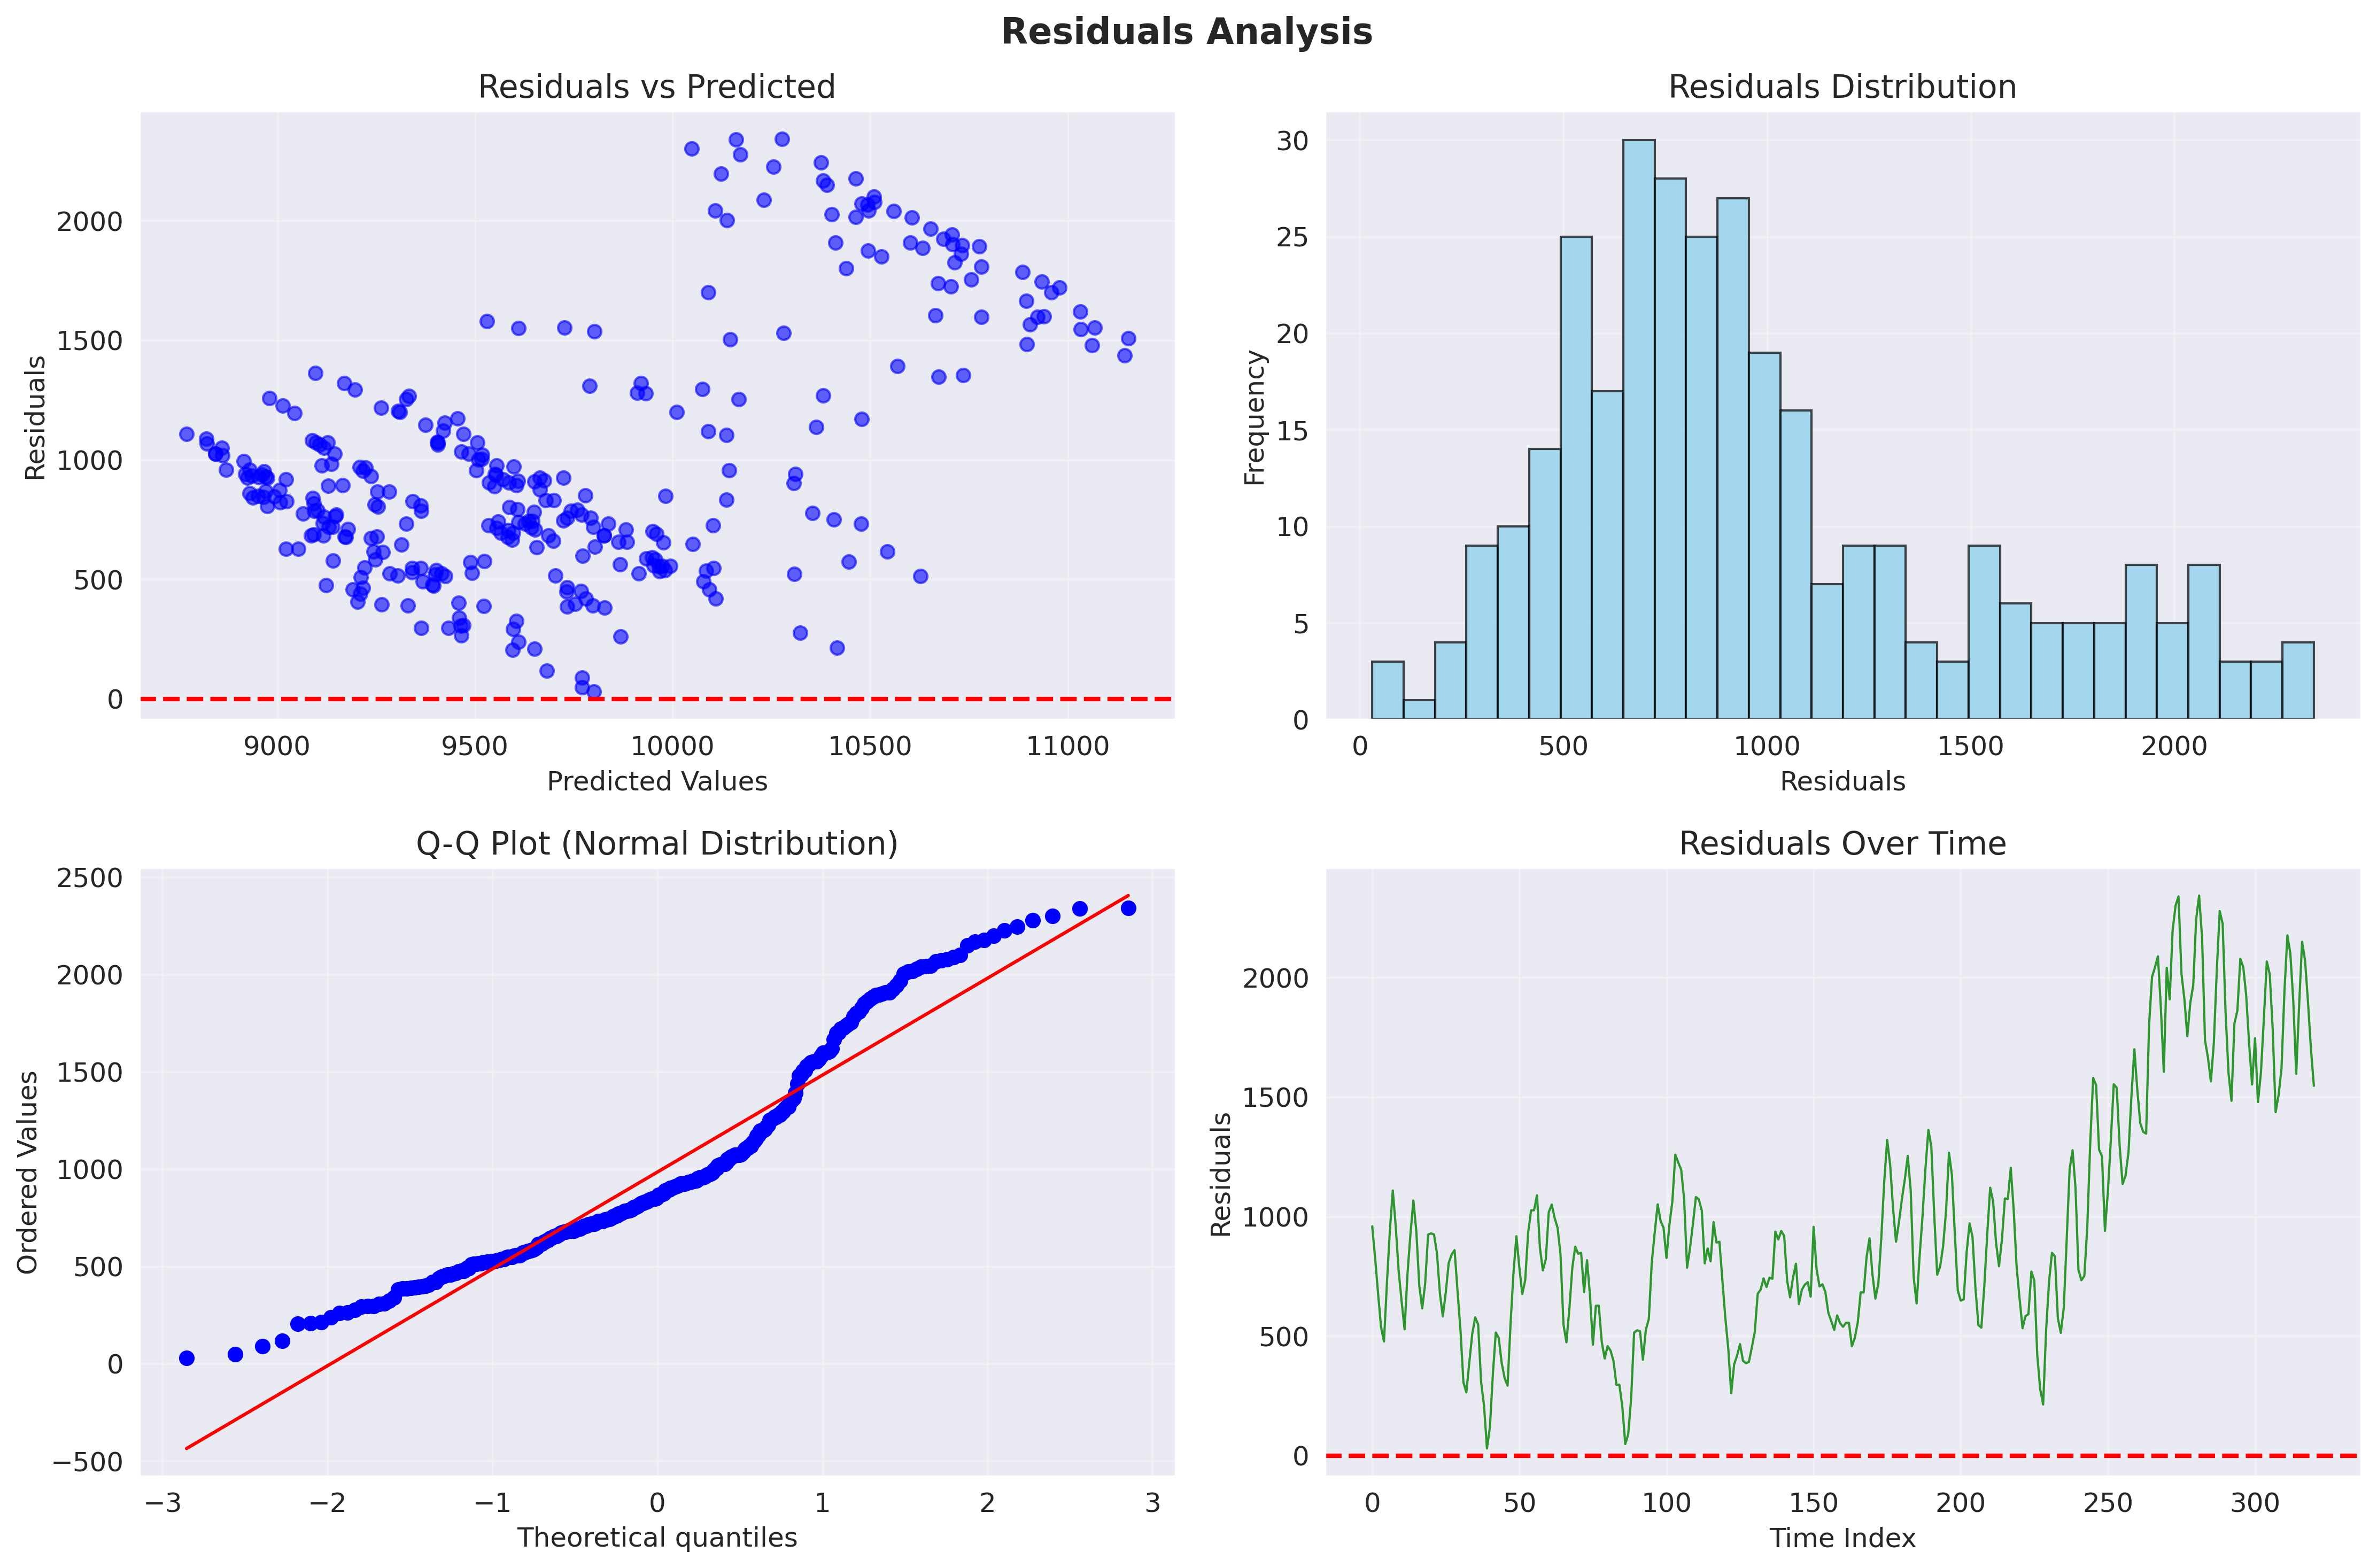 Residuals Analysis
Residuals vs Predicted
Residuals
2000
1500
1000
500
0
9000 9500 10000 10500 11000
Predicted Values
Residuals Distribution
Frequency
30
25
20
15
10
5
0
0 500 1000 1500 2000
Residuals
Q-Q Plot (Normal Distribution)
Ordered Values
2500
2000
1500
1000
500
0
−500
−3 −2 −1 0 1 2 3
Theoretical quantiles
Residuals Over Time
Residuals
2000
1500
1000
500
0
0 50 100 150 200 250 300
Time Index